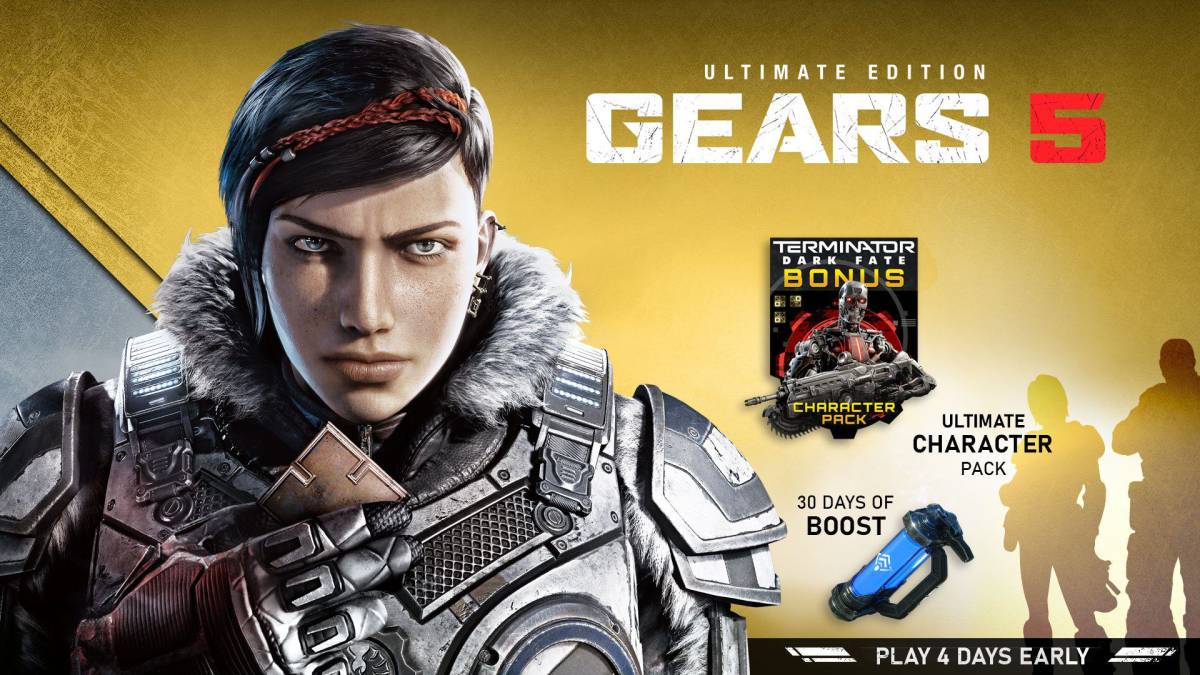 ULTIMATE EDITION
GEARS 5
TERMINATOR
DARK FATE
BONUS
CHARACTER
PACK
ULTIMATE
CHARACTER
PACK
30 DAYS OF
BOOST
PLAY 4 DAYS EARLY